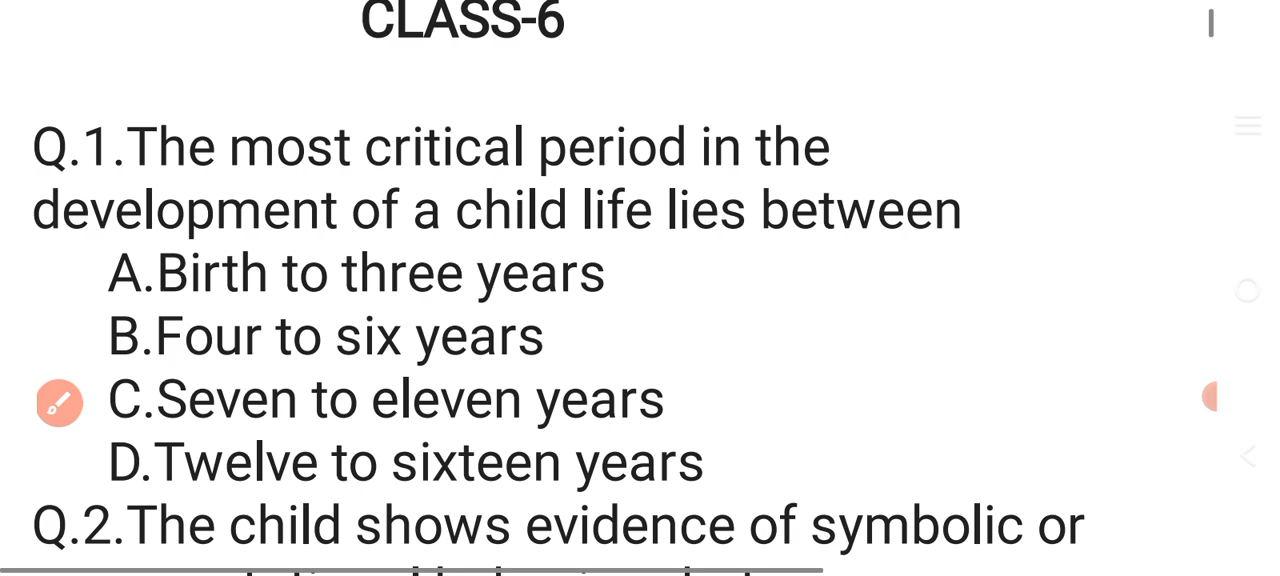 CLASS-6
Q.1.The most critical period in the
development of a child life lies between
A.Birth to three years
B.Four to six years
C.Seven to eleven years
D.Twelve to sixteen years
Q.2.The child shows evidence of symbolic or